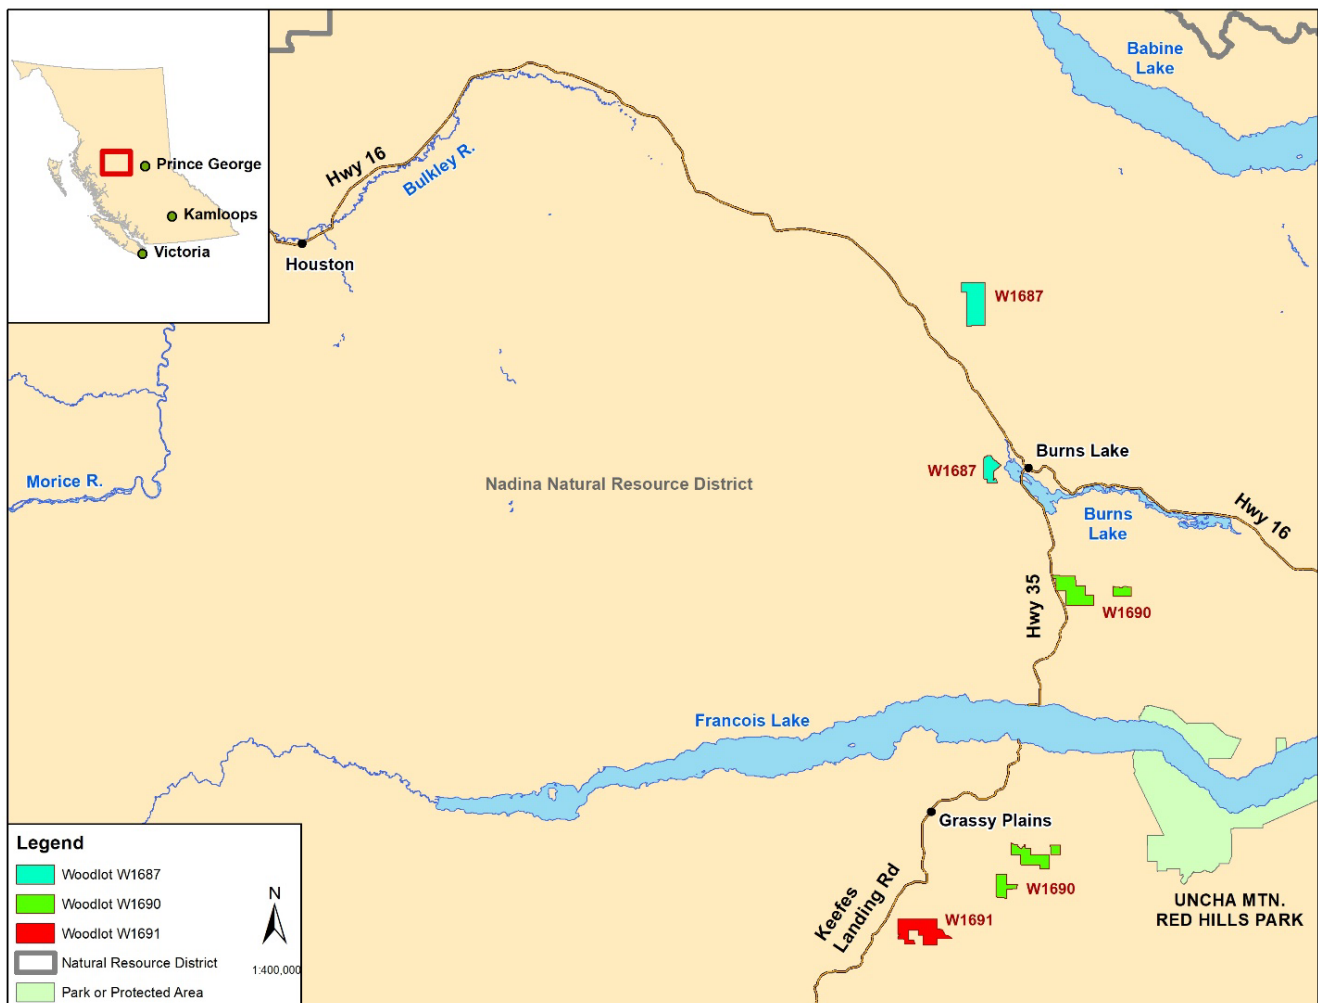 Prince George
Kamloops
Victoria
Babine
Lake
Hwy 16
Bulkley R.
Houston
W1687
Morice R.
Nadina Natural Resource District
W1687
Burns Lake
Burns
Lake
Hwy 16
Hwy 35
W1690
Francois Lake
Grassy Plains
W1690
Keefes
Landing Rd
W1691
UNCHA MTN.
RED HILLS PARK
Legend
Woodlot W1687
Woodlot W1690
Woodlot W1691
Natural Resource District
Park or Protected Area
N
1:400,000